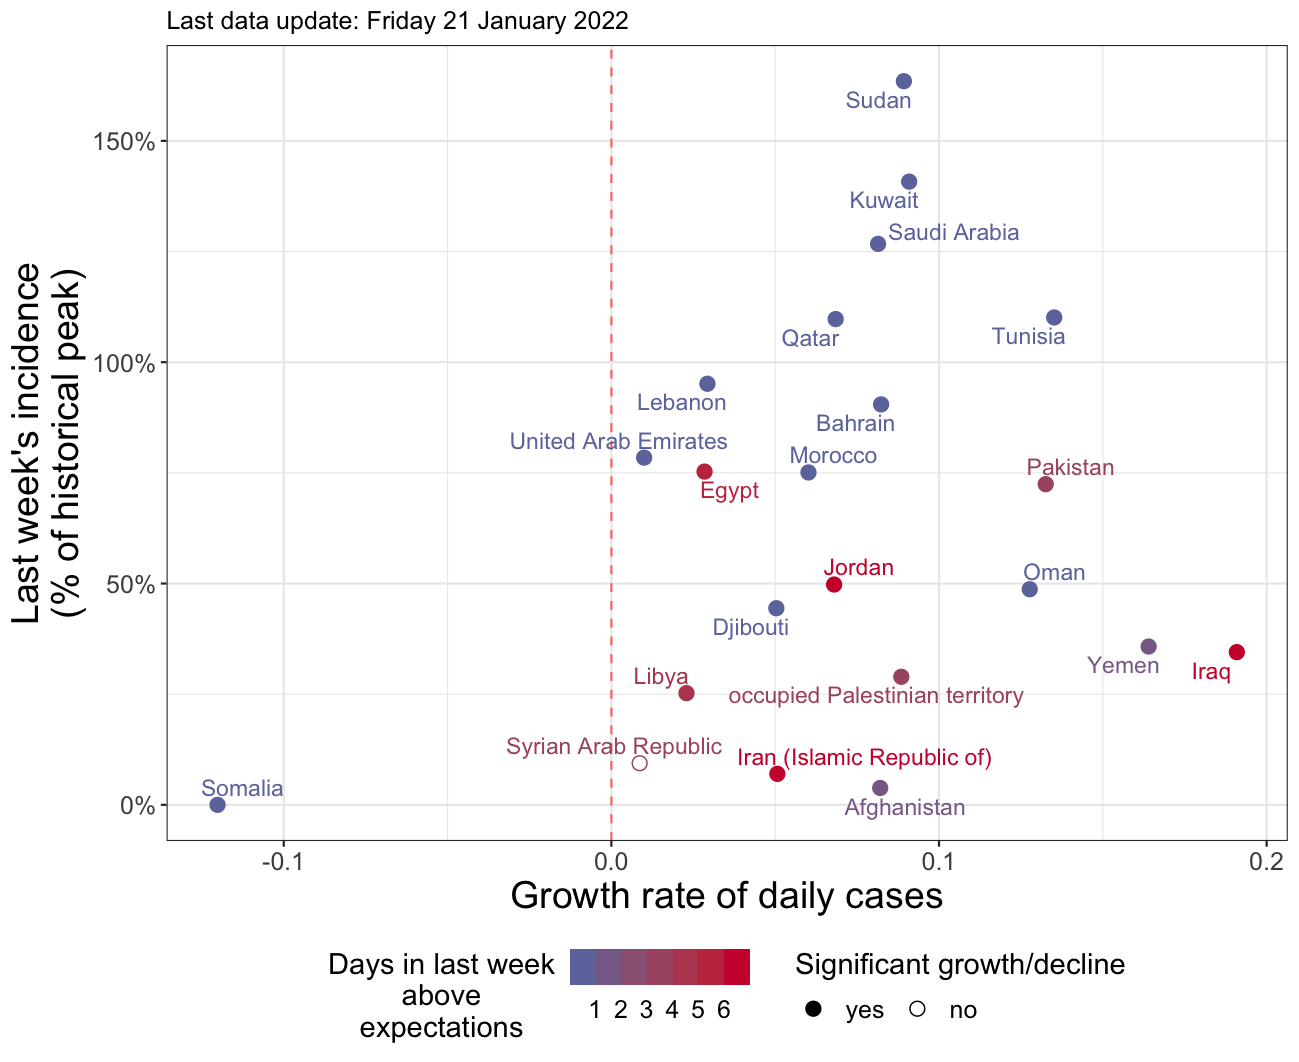 Last data update: Friday 21 January 2022
Sudan
150%
Kuwait
Saudi Arabia
Qatar
Tunisia
100%
Lebanon
Bahrain
United Arab Emirates
Morocco
Pakistan
Egypt
Jordan
Oman
50%
Djibouti
Yemen
Iraq
Libya
occupied Palestinian territory
Syrian Arab Republic
Iran (Islamic Republic of)
Somalia
0%
Afghanistan
Last week's incidence
(% of historical peak)
-0.1 0.0 0.1 0.2
Growth rate of daily cases
Days in last week
above
expectations
1 2 3 4 5 6
Significant growth/decline
yes no